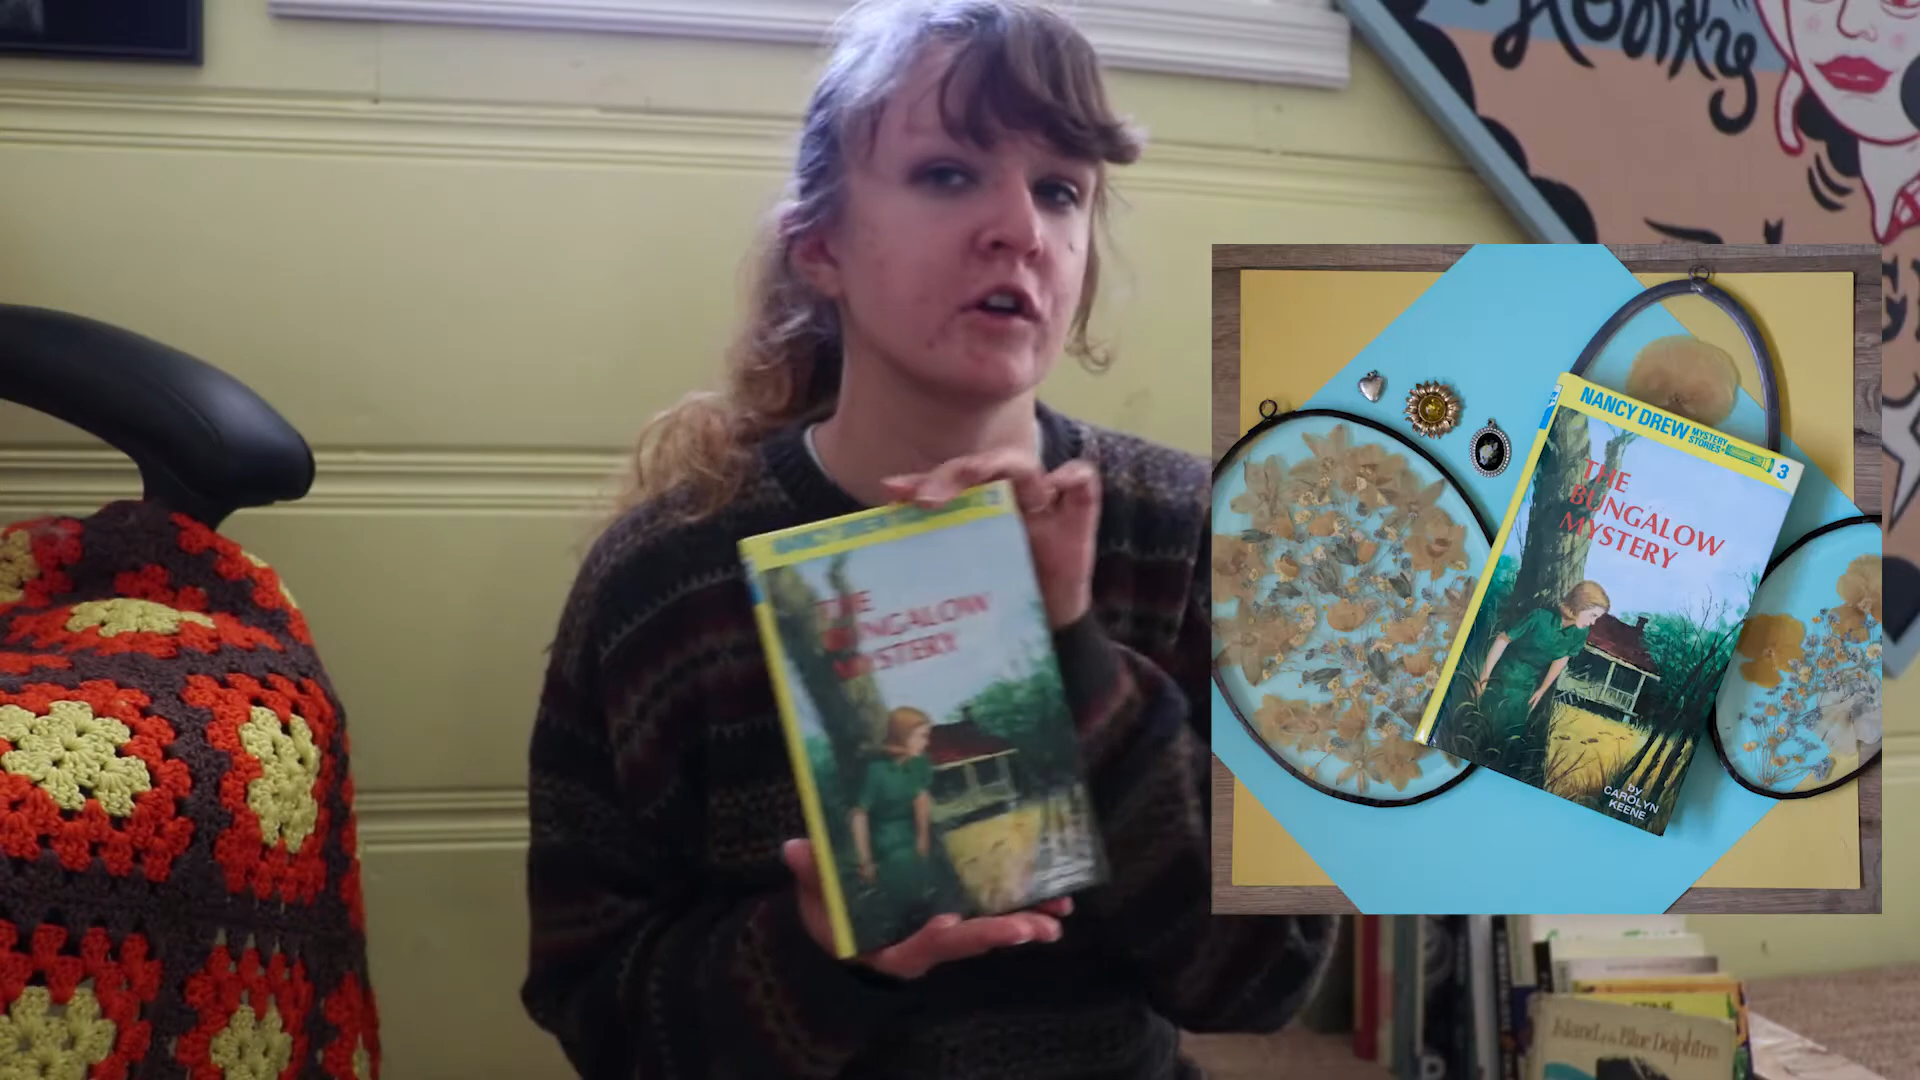 Honky
THE
BUNGALOW
MYSTERY
NANCY DREW MYSTERY
STORIES
3
THE
BUNGALOW
MYSTERY
by
CAROLYN
KEENE
Island of the Blue Dolphins